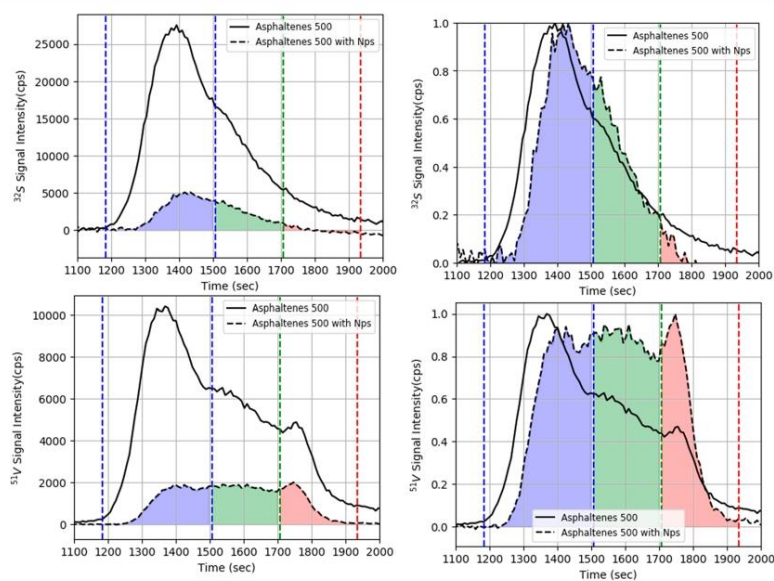 Asphaltenes 500
Asphaltenes 500 with Nps
25000
20000
15000
10000
5000
0
³²S Signal Intensity(cps)
1100 1200 1300 1400 1500 1600 1700 1800 1900 2000
Time (sec)
Asphaltenes 500
Asphaltenes 500 with Nps
1.0
0.8
0.6
0.4
0.2
0.0
³²S Signal Intensity(cps)
1100 1200 1300 1400 1500 1600 1700 1800 1900 2000
Time (sec)
Asphaltenes 500
Asphaltenes 500 with Nps
10000
8000
6000
4000
2000
0
⁵¹V Signal Intensity(cps)
1100 1200 1300 1400 1500 1600 1700 1800 1900 2000
Time (sec)
1.0
0.8
0.6
0.4
0.2
0.0
⁵¹V Signal Intensity(cps)
Asphaltenes 500
Asphaltenes 500 with Nps
1100 1200 1300 1400 1500 1600 1700 1800 1900 2000
Time (sec)